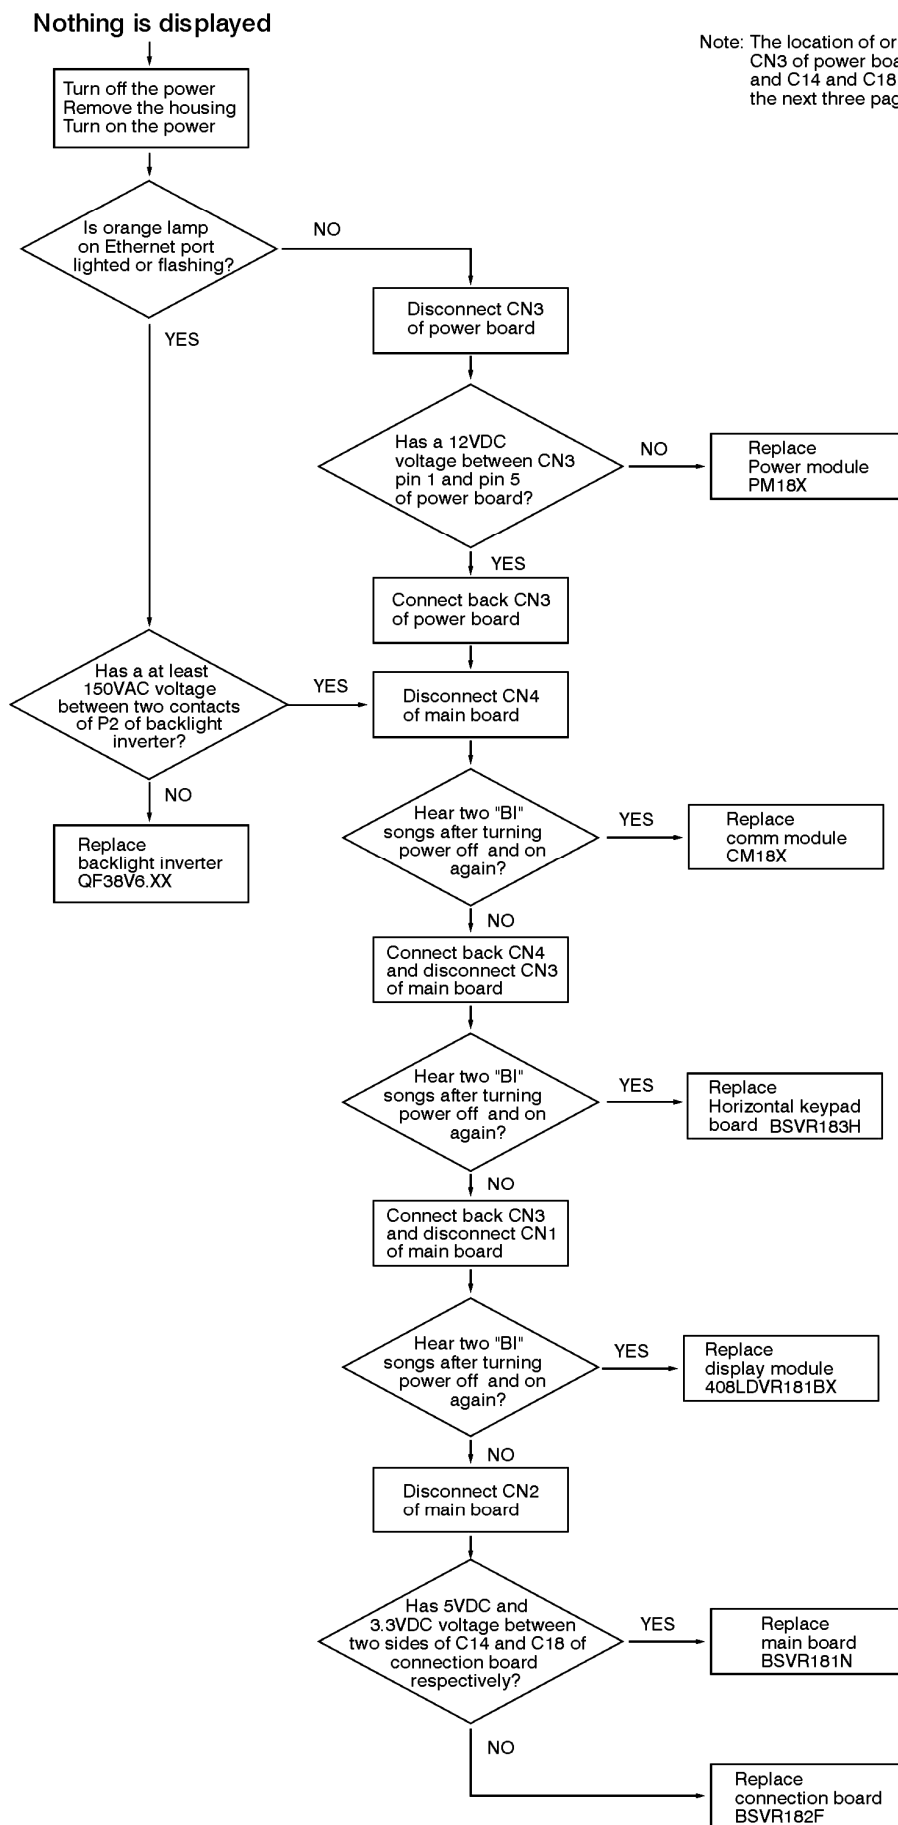 Nothing is displayed
Note: The location of or
CN3 of power boa
and C14 and C18
the next three pag
Turn off the power
Remove the housing
Turn on the power
Is orange lamp
on Ethernet port
lighted or flashing?
NO
YES
Disconnect CN3
of power board
Has a 12VDC
voltage between CN3
pin 1 and pin 5
of power board?
NO
Replace
Power module
PM18X
YES
Connect back CN3
of power board
Has a at least
150VAC voltage
between two contacts
of P2 of backlight
inverter?
YES
NO
Replace
backlight inverter
QF38V6.XX
Disconnect CN4
of main board
Hear two "BI"
songs after turning
power off and on
again?
YES
Replace
comm module
CM18X
NO
Connect back CN4
and disconnect CN3
of main board
Hear two "BI"
songs after turning
power off and on
again?
YES
Replace
Horizontal keypad
board BSVR183H
NO
Connect back CN3
and disconnect CN1
of main board
Hear two "BI"
songs after turning
power off and on
again?
YES
Replace
display module
408LDVR181BX
NO
Disconnect CN2
of main board
Has 5VDC and
3.3VDC voltage between
two sides of C14 and C18 of
connection board
respectively?
YES
Replace
main board
BSVR181N
NO
Replace
connection board
BSVR182F